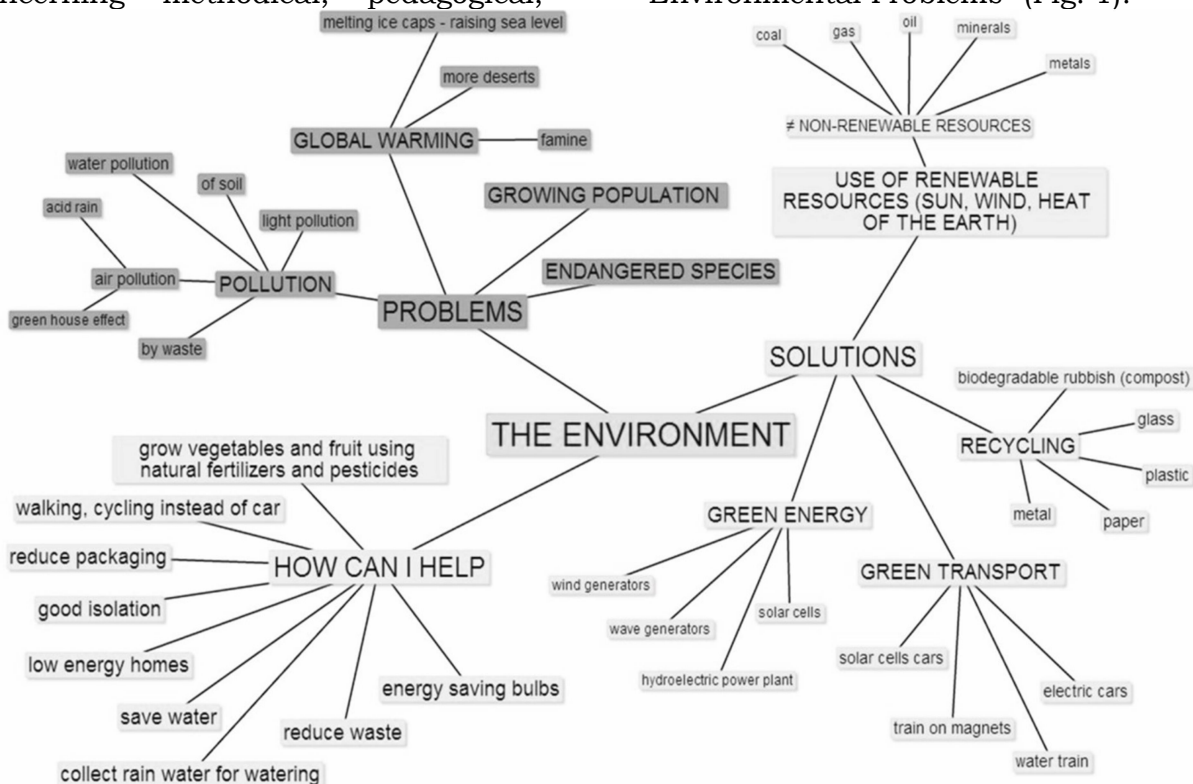 ncerning methodical, pedagogical,
Environmental Problems (Fig. 1).
melting ice caps - raising sea level
more deserts
GLOBAL WARMING
famine
water pollution
of soil
acid rain
light pollution
air pollution
POLLUTION
green house effect
by waste
GROWING POPULATION
ENDANGERED SPECIES
PROBLEMS
coal
gas
oil
minerals
metals
≠ NON-RENEWABLE RESOURCES
USE OF RENEWABLE
RESOURCES (SUN, WIND, HEAT
OF THE EARTH)
SOLUTIONS
biodegradable rubbish (compost)
glass
RECYCLING
plastic
metal
paper
THE ENVIRONMENT
grow vegetables and fruit using
natural fertilizers and pesticides
walking, cycling instead of car
reduce packaging
HOW CAN I HELP
good isolation
low energy homes
save water
energy saving bulbs
reduce waste
collect rain water for watering
GREEN ENERGY
wind generators
wave generators
solar cells
hydroelectric power plant
GREEN TRANSPORT
solar cells cars
electric cars
train on magnets
water train